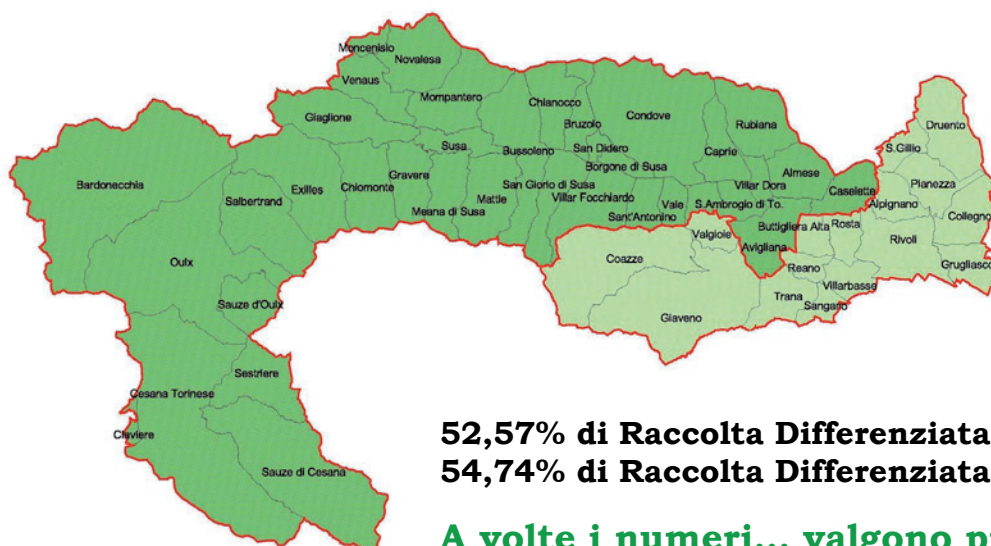 Moncenisio
Novalesa
Venaus
Mompantero
Giaglione
Chianocco
Bruzolo
Condove
Rubiana
Druento
S.Gillio
Susa
Bussoleno
San Didero
Borgone di Susa
Caprie
Almese
Pianezza
Bardonecchia
Salbertrand
Exilles
Chiomonte
Gravere
Meana di Susa
Mattie
San Giorio di Susa
Villar Focchiardo
Vaie
Sant'Antonino
Villar Dora
S.Ambrogio di To.
Caselette
Alpignano
Collegno
Valgioie
Buttigliera Alta
Rosta
Rivoli
Avigliana
Coazze
Reano
Grugliasco
Oulx
Villarbasse
Trana
Sangano
Giaveno
Sauze d'Oulx
Sestriere
Cesana Torinese
Claviere
Sauze di Cesana
52,57% di Raccolta Differenziata
54,74% di Raccolta Differenziata
A volte i numeri... valgono